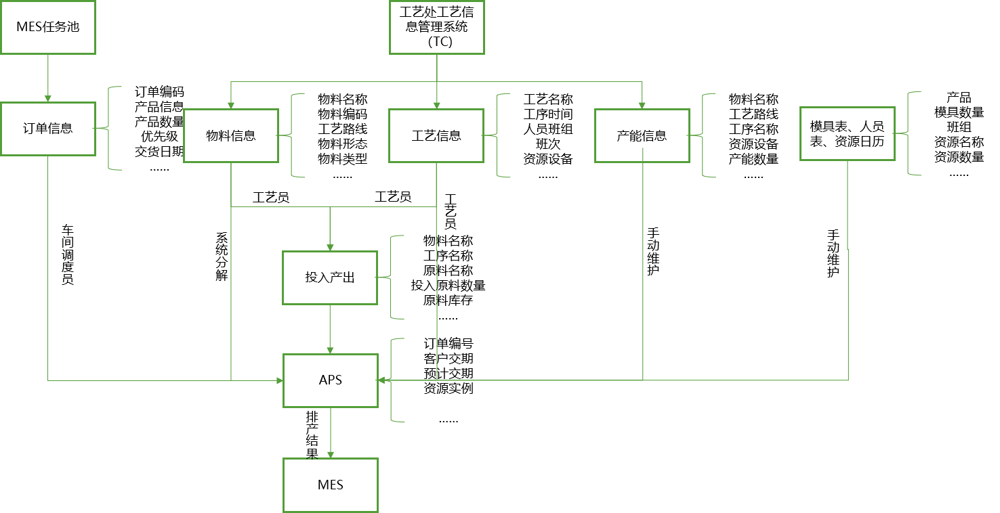 MES任务池
工艺处工艺信
息管理系统
(TC)
订单信息
订单编码
产品信息
产品数量
优先级
交货日期
......
物料信息
物料名称
物料编码
工艺路线
物料形态
物料类型
......
工艺信息
工艺名称
工序时间
人员班组
班次
资源设备
......
产能信息
物料名称
工艺路线
工序名称
资源设备
产能数量
......
模具表、人员
表、资源日历
产品
模具数量
班组
资源名称
资源数量
......
工艺员
工艺员
工艺员
车间调度员
系统分解
手动维护
手动维护
投入产出
物料名称
工序名称
原料名称
投入原料数量
原料库存
......
APS
订单编号
客户交期
预计交期
资源实例
......
排产结果
MES